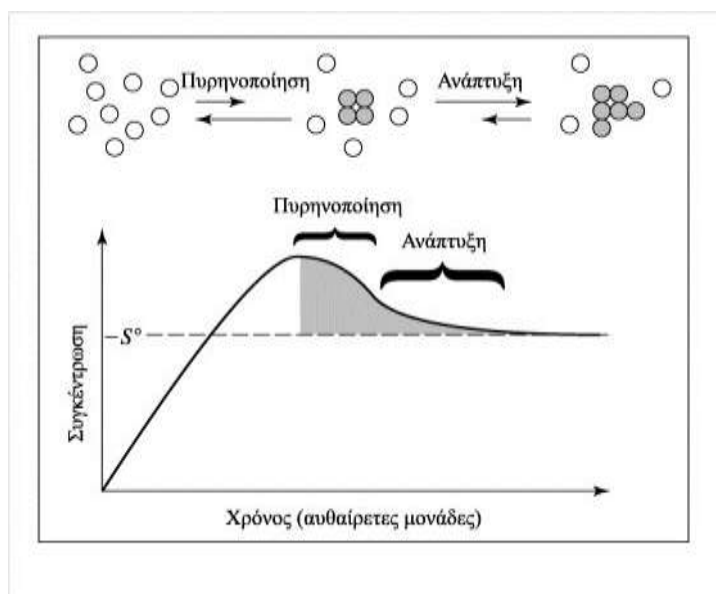 Πυρηνοποίηση
Ανάπτυξη
Πυρηνοποίηση
Ανάπτυξη
S°
Συγκέντρωση
Χρόνος (αυθαίρετες μονάδες)